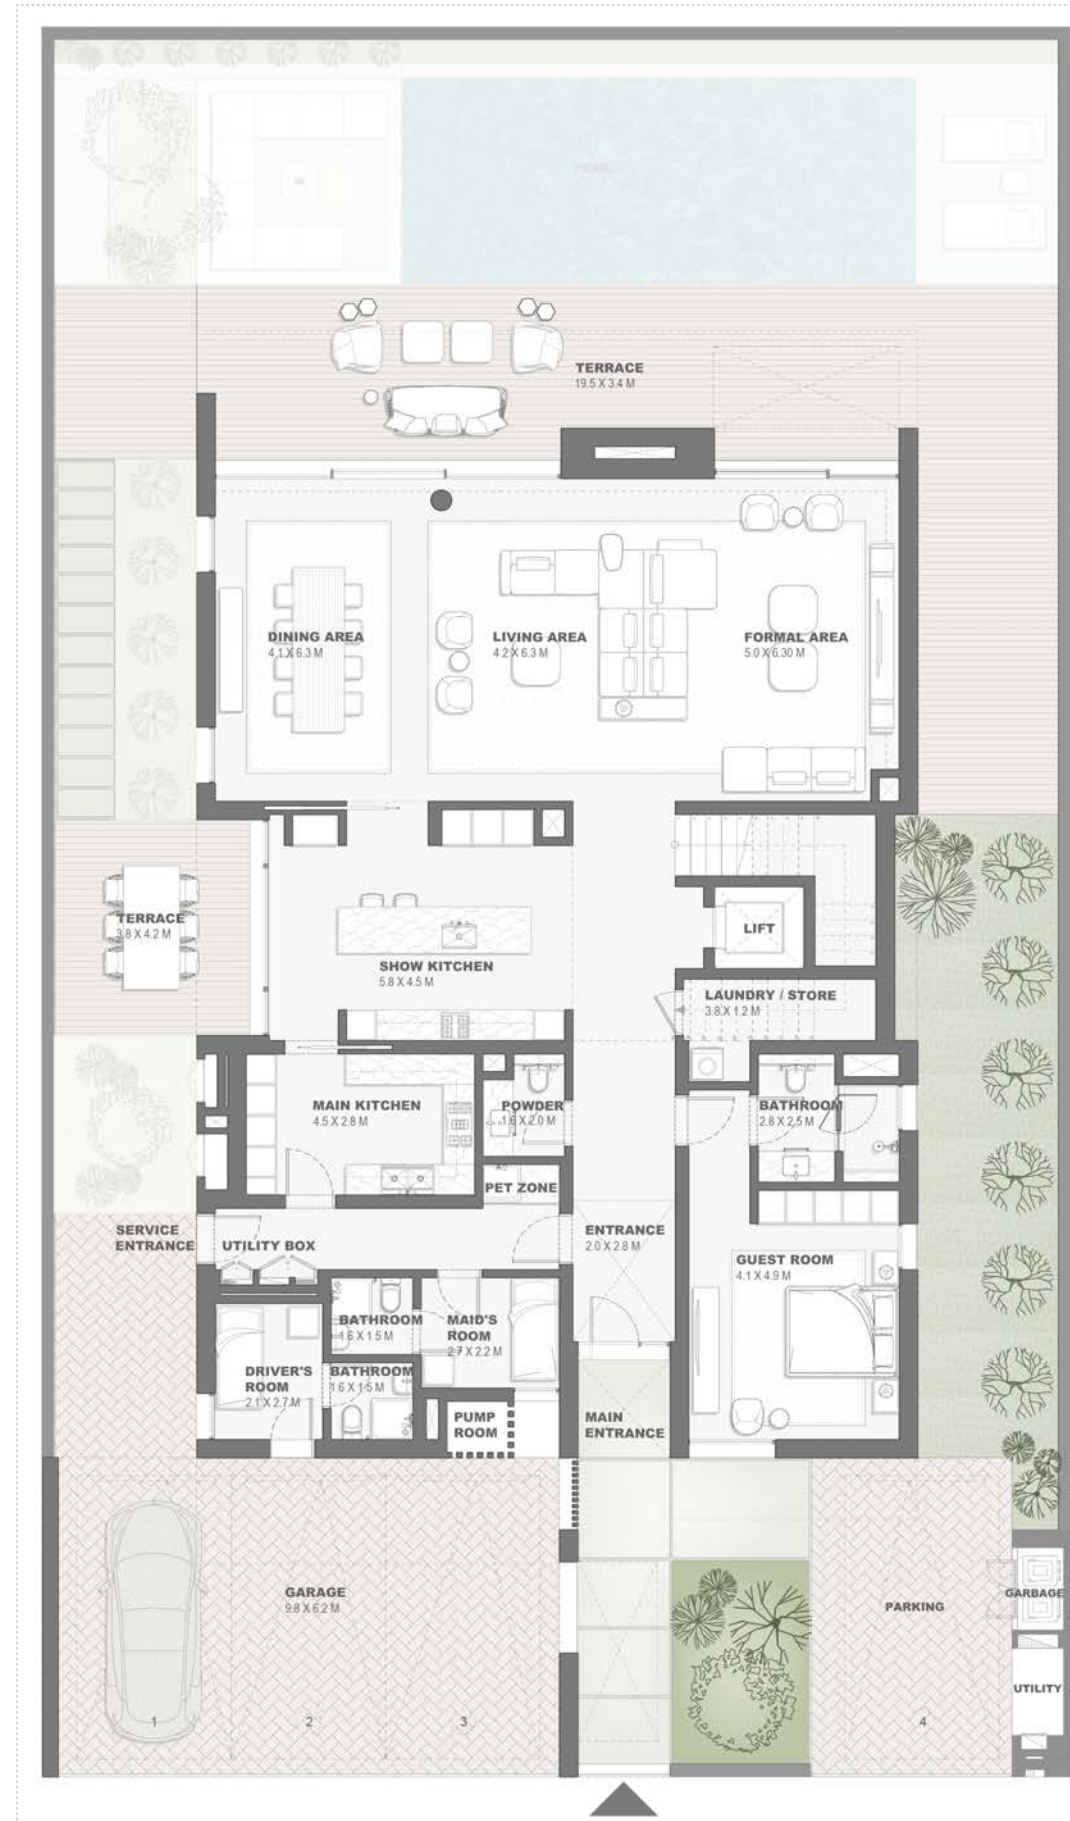 TERRACE
19.5 X 3.4 M
DINING AREA
4.1 X 6.3 M
LIVING AREA
4.2 X 6.3 M
FORMAL AREA
5.0 X 6.30 M
TERRACE
3.8 X 4.2 M
LIFT
SHOW KITCHEN
5.8 X 4.5 M
LAUNDRY / STORE
3.8 X 1.2 M
MAIN KITCHEN
4.5 X 2.8 M
POWDER
1.6 X 2.0 M
BATHROOM
2.8 X 2.5 M
PET ZONE
SERVICE
ENTRANCE
UTILITY BOX
ENTRANCE
2.0 X 2.8 M
GUEST ROOM
4.1 X 4.9 M
BATHROOM
1.6 X 1.5 M
MAID'S
ROOM
2.7 X 2.2 M
DRIVER'S
ROOM
2.1 X 2.7 M
BATHROOM
1.6 X 1.5 M
PUMP
ROOM
MAIN
ENTRANCE
GARAGE
9.8 X 6.2 M
PARKING
GARBAGE
UTILITY
1
2
3
4